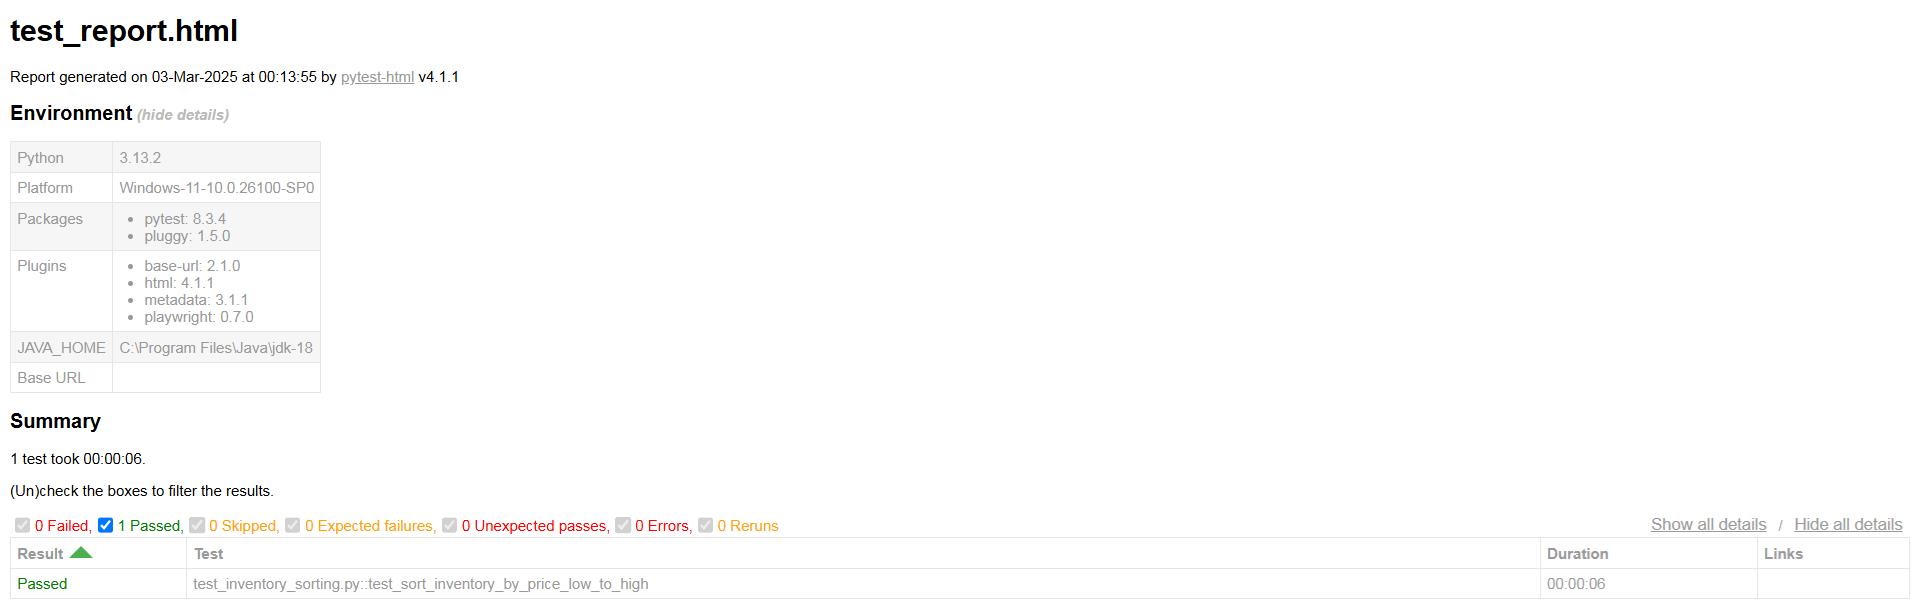 test_report.html
Report generated on 03-Mar-2025 at 00:13:55 by pytest-html v4.1.1
Environment (hide details)
Python 3.13.2
Platform Windows-11-10.0.26100-SP0
Packages pytest: 8.3.4
pluggy: 1.5.0
Plugins base-url: 2.1.0
html: 4.1.1
metadata: 3.1.1
playwright: 0.7.0
JAVA_HOME C:\Program Files\Java\jdk-18
Base URL
Summary
1 test took 00:00:06.
(Un)check the boxes to filter the results.
0 Failed, 1 Passed, 0 Skipped, 0 Expected failures, 0 Unexpected passes, 0 Errors, 0 Reruns Show all details / Hide all details
Result Test Duration Links
Passed test_inventory_sorting.py::test_sort_inventory_by_price_low_to_high 00:00:06